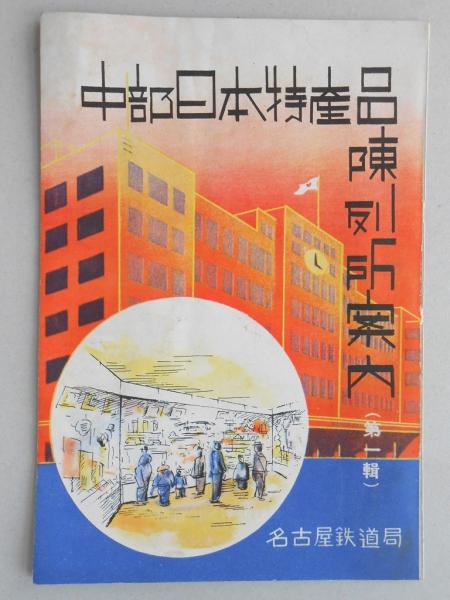 中部日本特産品
陳列所案内
(第一輯)
名古屋鉄道局